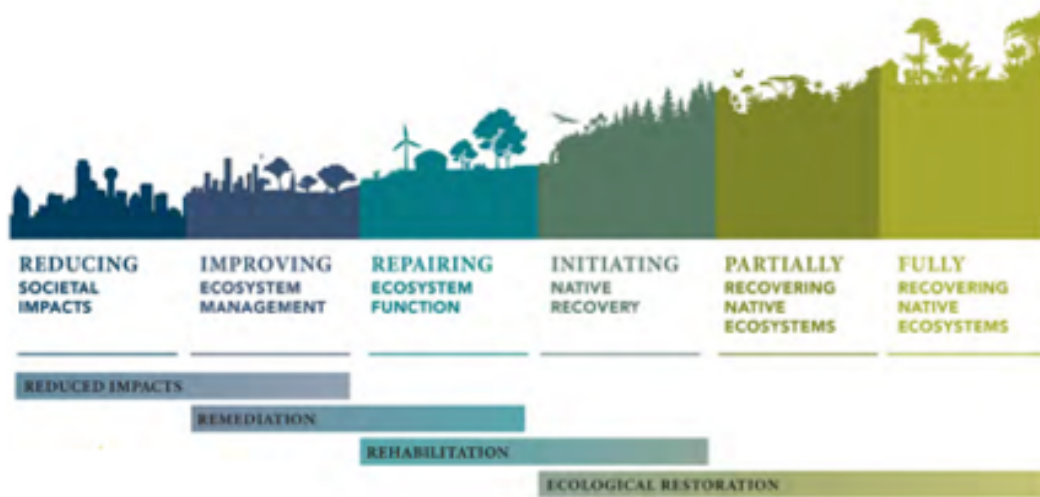 REDUCING
SOCIETAL
IMPACTS
IMPROVING
ECOSYSTEM
MANAGEMENT
REPAIRING
ECOSYSTEM
FUNCTION
INITIATING
NATIVE
RECOVERY
PARTIALLY
RECOVERING
NATIVE
ECOSYSTEMS
FULLY
RECOVERING
NATIVE
ECOSYSTEMS
REDUCED IMPACTS
REMEDIATION
REHABILITATION
ECOLOGICAL RESTORATION